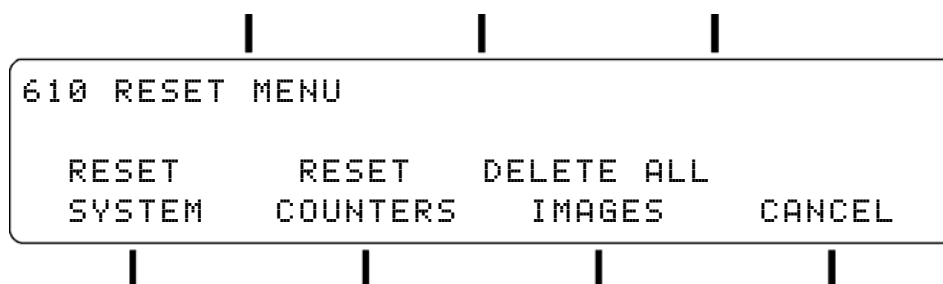 610 RESET MENU
RESET RESET DELETE ALL
SYSTEM COUNTERS IMAGES CANCEL